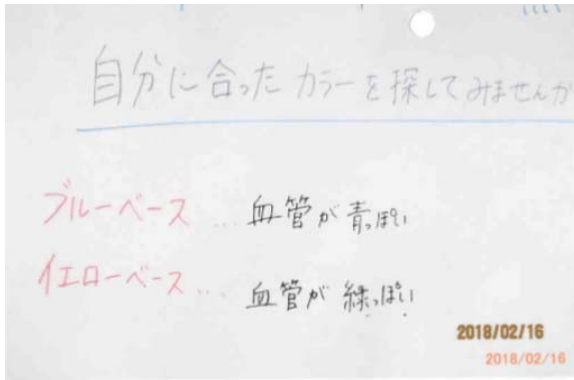 自分に合ったカラーを探してみませんか
ブルーベース … 血管が青っぽい
イエローベース … 血管が緑っぽい
2018/02/16
2018/02/16